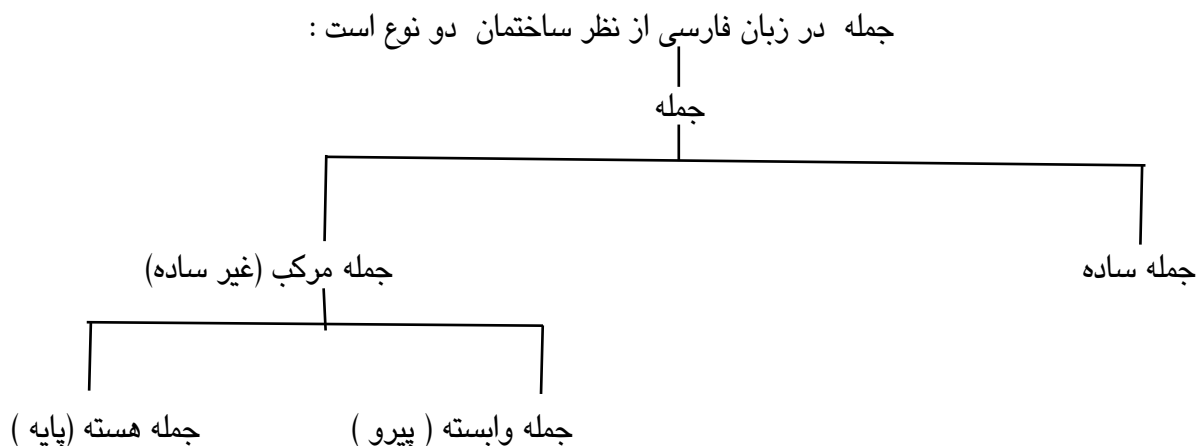 جمله در زبان فارسی از نظر ساختمان دو نوع است :
جمله
جمله ساده
جمله مرکب (غیر ساده)
جمله وابسته ( پیرو )
جمله هسته (پایه )